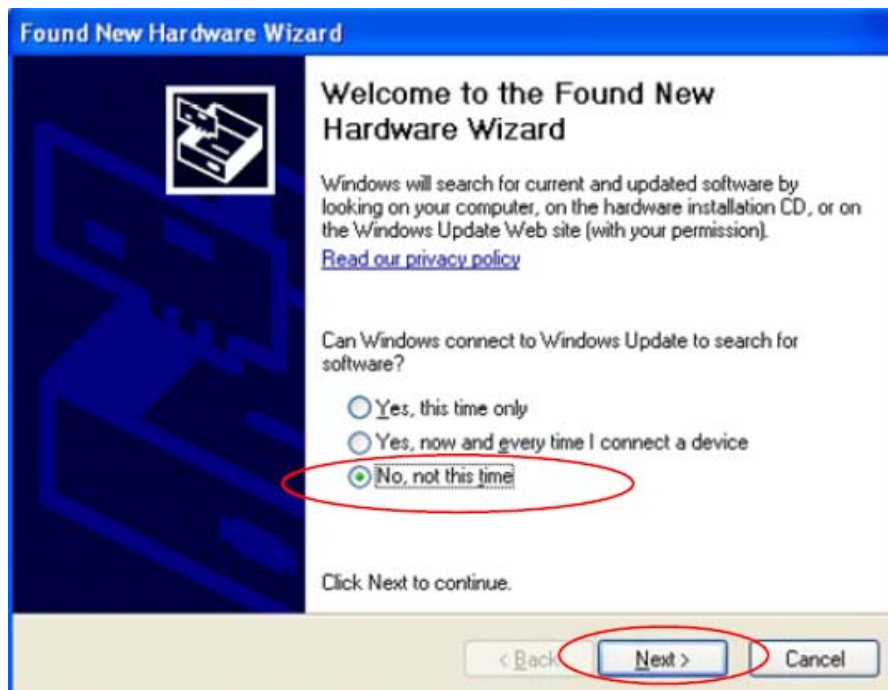 Found New Hardware Wizard
Welcome to the Found New
Hardware Wizard
Windows will search for current and updated software by
looking on your computer, on the hardware installation CD, or on
the Windows Update Web site (with your permission).
Read our privacy policy
Can Windows connect to Windows Update to search for
software?
Yes, this time only
Yes, now and every time I connect a device
No, not this time
Click Next to continue.
< Back Next > Cancel